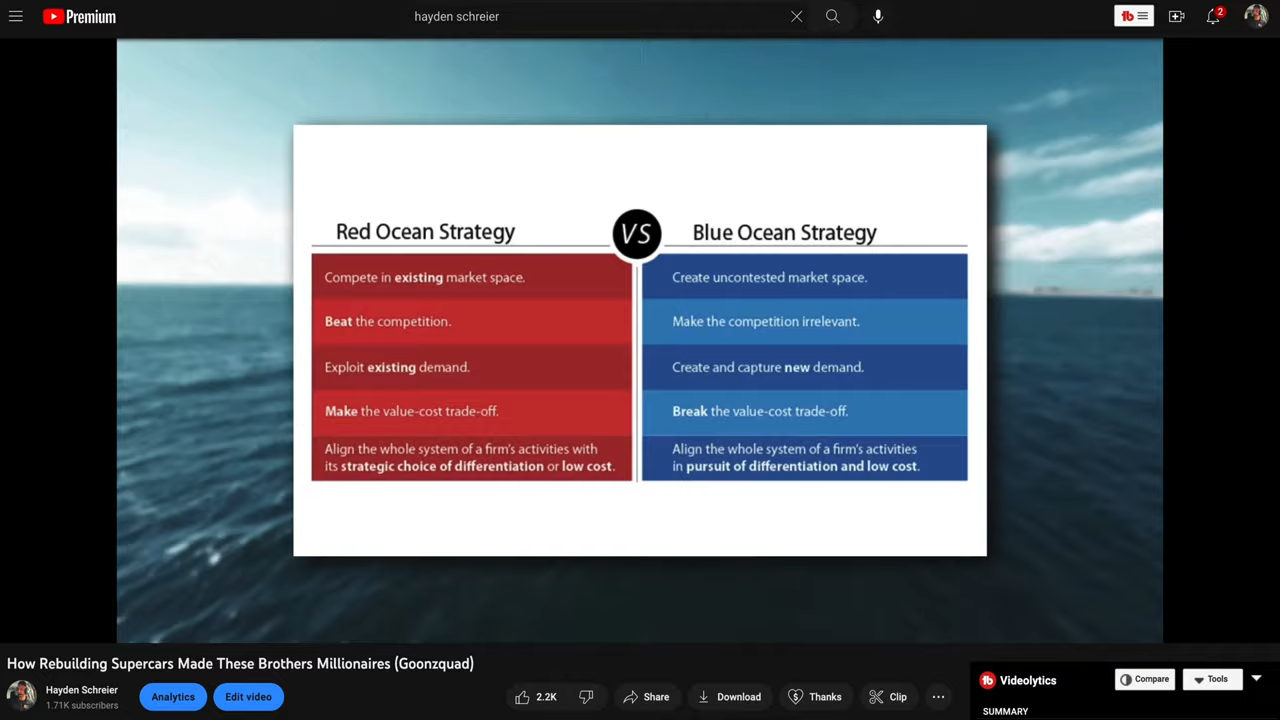 Premium
hayden schreier
2
Red Ocean Strategy
VS
Blue Ocean Strategy
Compete in existing market space.
Create uncontested market space.
Beat the competition.
Make the competition irrelevant.
Exploit existing demand.
Create and capture new demand.
Make the value-cost trade-off.
Break the value-cost trade-off.
Align the whole system of a firm's activities with
its strategic choice of differentiation or low cost.
Align the whole system of a firm's activities
in pursuit of differentiation and low cost.
How Rebuilding Supercars Made These Brothers Millionaires (Goonzquad)
Hayden Schreier
1.71K subscribers
Analytics
Edit video
2.2K
Share
Download
Thanks
Clip
Videolytics
Compare
Tools
SUMMARY